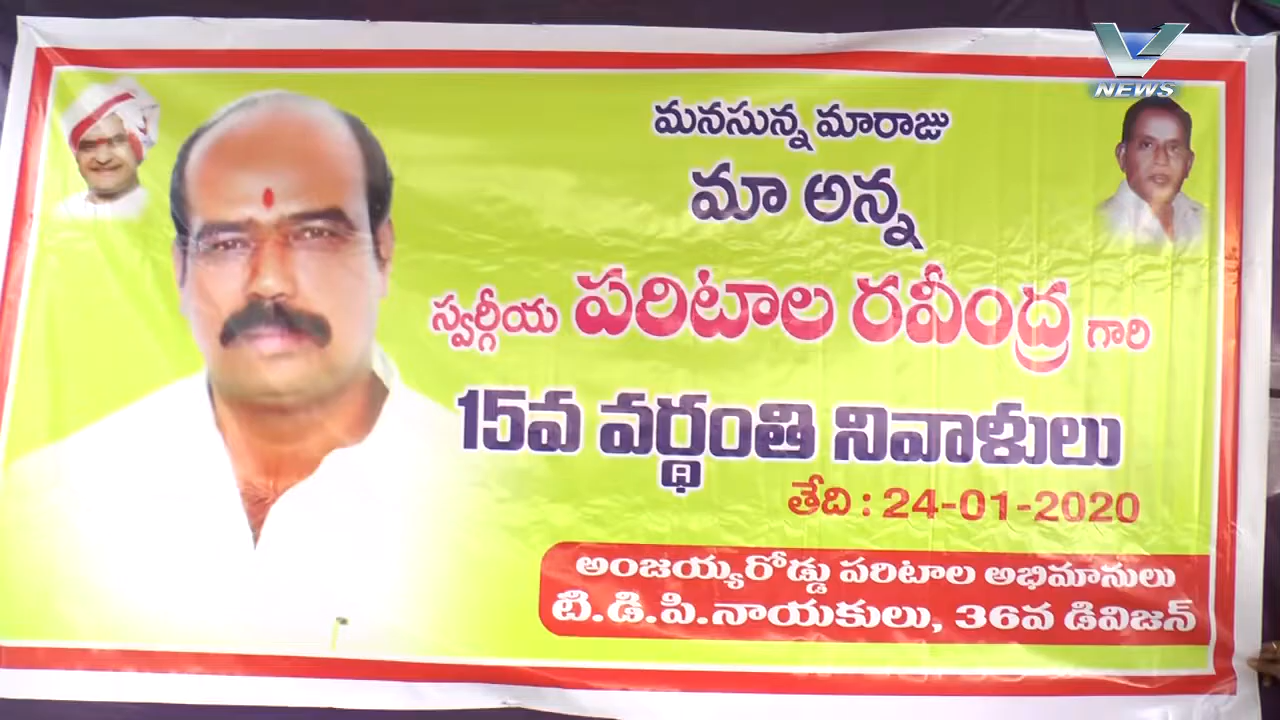 V
NEWS
మనసున్న మారాజు
మా అన్న
స్వర్గీయ పరిటాల రవీంద్ర గారి
15వ వర్ధంతి నివాళులు
తేది : 24-01-2020
అంజయ్యరోడ్డు పరిటాల అభిమానులు
టి.డి.పి.నాయకులు, 36వ డివిజన్